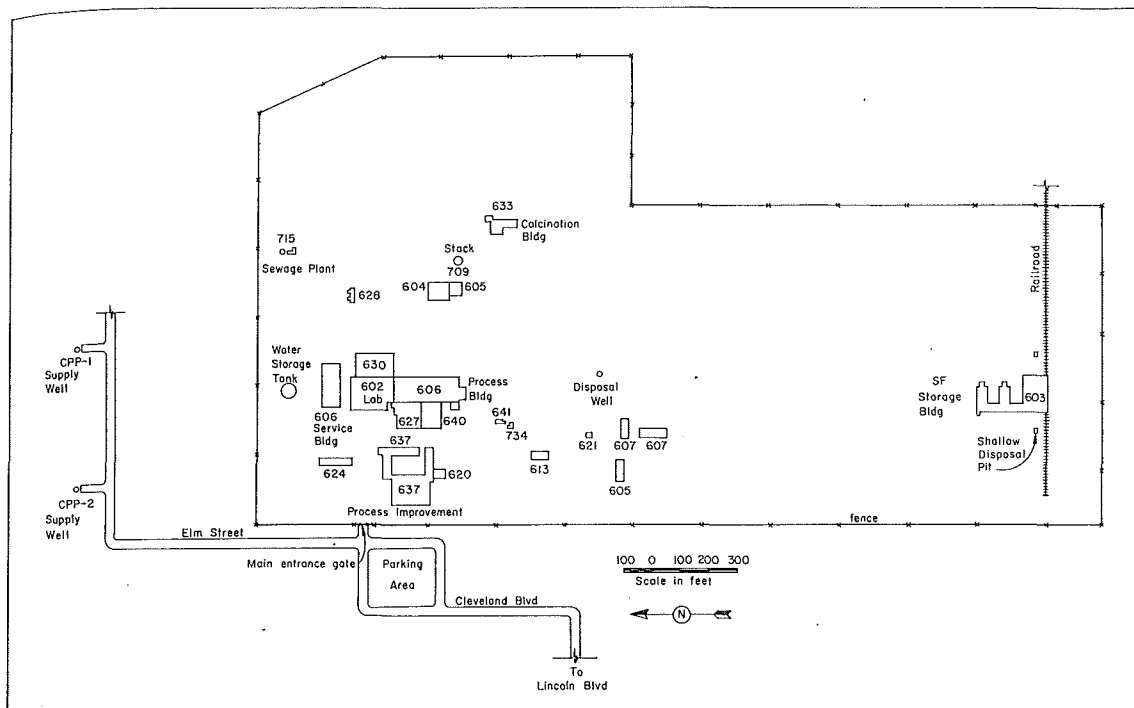 633
Calcination
Bldg
715
Sewage Plant
Stack
709
604
605
628
Railroad
CPP-1
Supply
Well
Water
Storage
Tank
630
602
Lab
606
Process
Bldg
606
Service
Bldg
627
640
637
641
734
Disposal
Well
SF
Storage
Bldg
603
621
607
607
624
637
620
613
605
Shallow
Disposal
Pit
CPP-2
Supply
Well
Process Improvement
fence
Elm Street
Main entrance gate
Parking
Area
100 0 100 200 300
Scale in feet
Cleveland Blvd
N
To
Lincoln Blvd